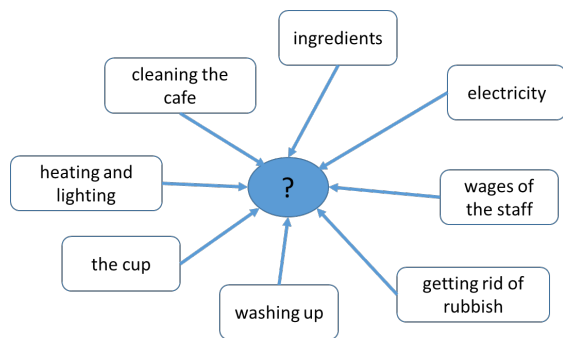 ingredients
cleaning the
cafe
electricity
heating and
lighting
?
wages of
the staff
the cup
getting rid of
rubbish
washing up